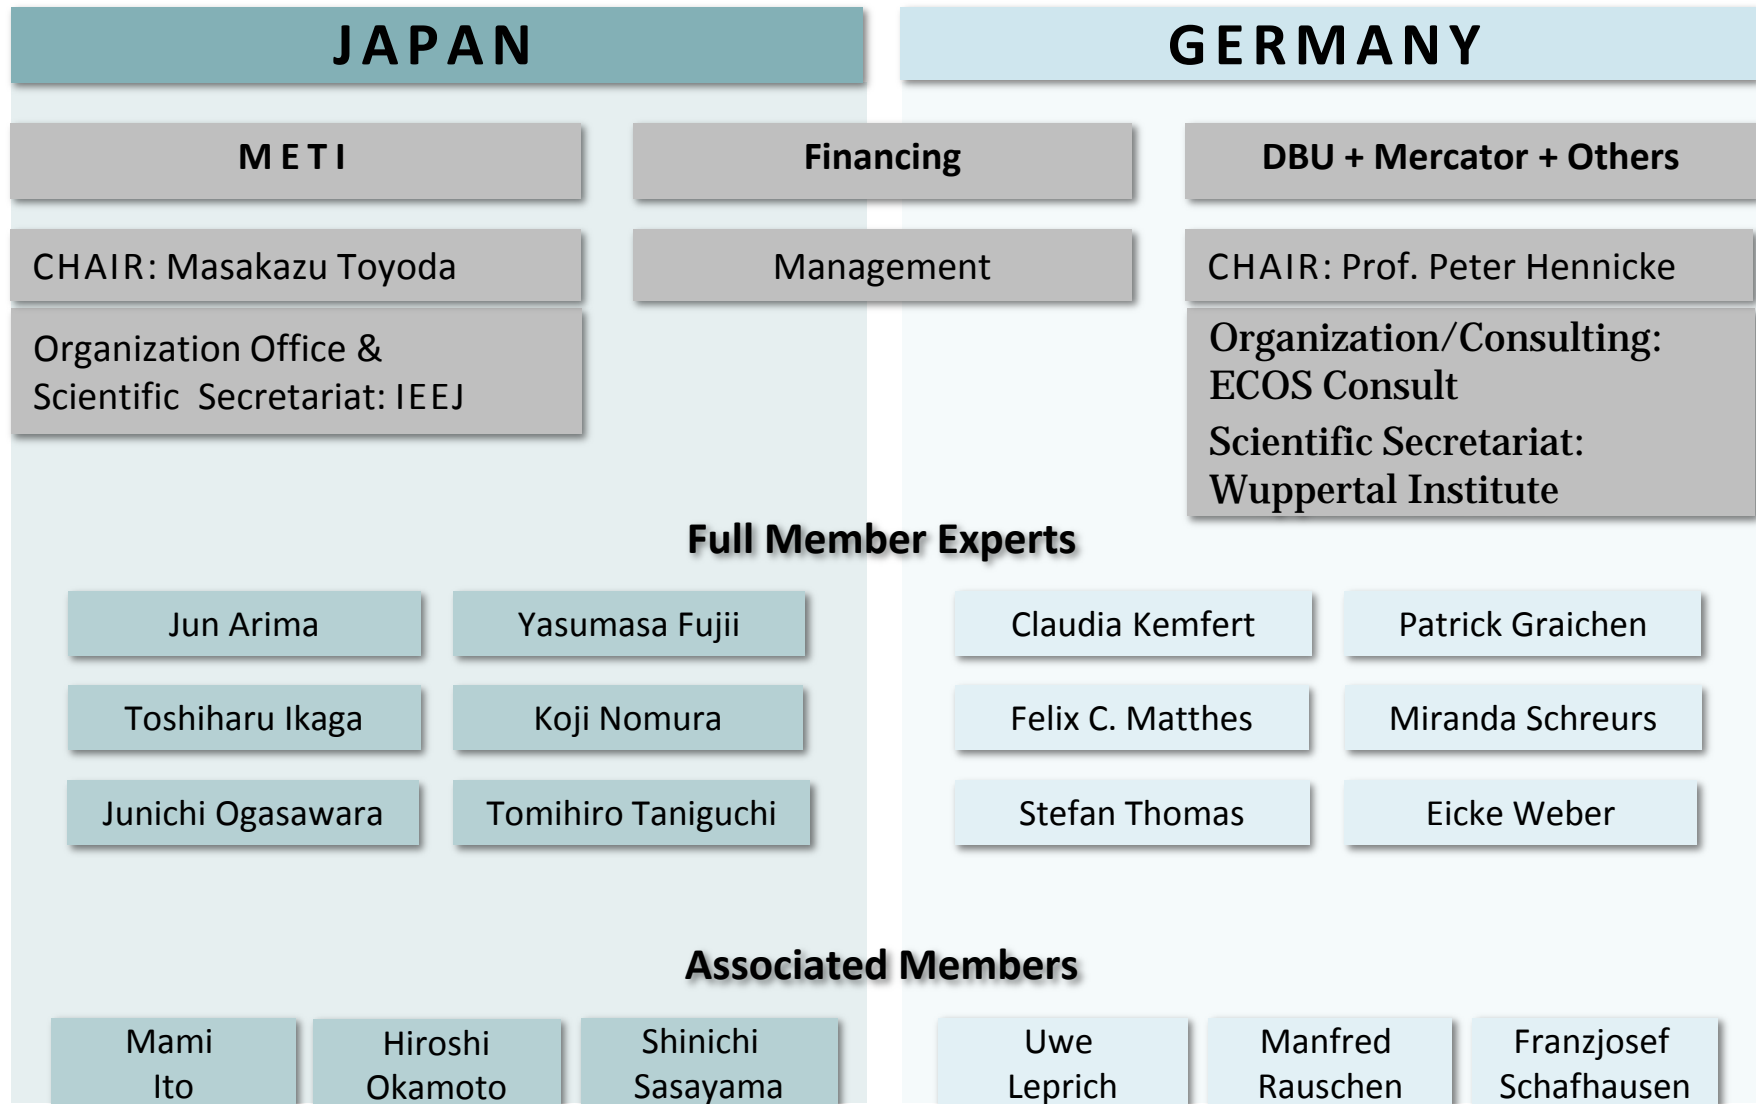 JAPAN
GERMANY
METI
Financing
DBU + Mercator + Others
CHAIR: Masakazu Toyoda
Management
CHAIR: Prof. Peter Hennicke
Organization Office &
Scientific Secretariat: IEEJ
Organization/Consulting:
ECOS Consult
Scientific Secretariat:
Wuppertal Institute
Full Member Experts
Jun Arima
Yasumasa Fujii
Claudia Kemfert
Patrick Graichen
Toshiharu Ikaga
Koji Nomura
Felix C. Matthes
Miranda Schreurs
Junichi Ogasawara
Tomihiro Taniguchi
Stefan Thomas
Eicke Weber
Associated Members
Mami
Ito
Hiroshi
Okamoto
Shinichi
Sasayama
Uwe
Leprich
Manfred
Rauschen
Franzjosef
Schafhausen